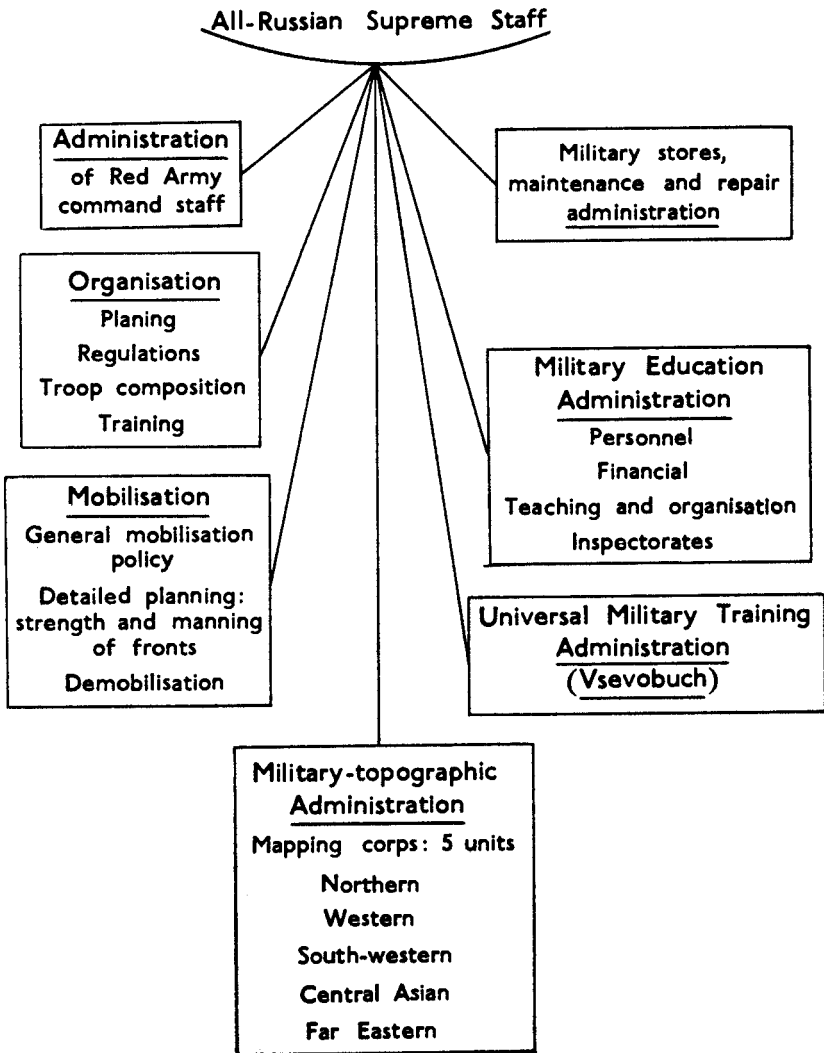 All-Russian Supreme Staff
Administration
of Red Army
command staff
Military stores,
maintenance and repair
administration
Organisation
Planing
Regulations
Troop composition
Training
Military Education
Administration
Personnel
Financial
Teaching and organisation
Inspectorates
Mobilisation
General mobilisation
policy
Detailed planning:
strength and manning
of fronts
Demobilisation
Universal Military Training
Administration
(Vsevobuch)
Military-topographic
Administration
Mapping corps: 5 units
Northern
Western
South-western
Central Asian
Far Eastern